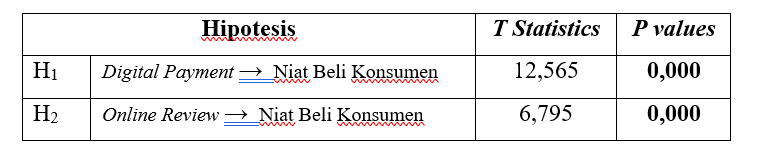 Hipotesis T Statistics P values
H1 Digital Payment → Niat Beli Konsumen 12,565 0,000
H2 Online Review → Niat Beli Konsumen 6,795 0,000